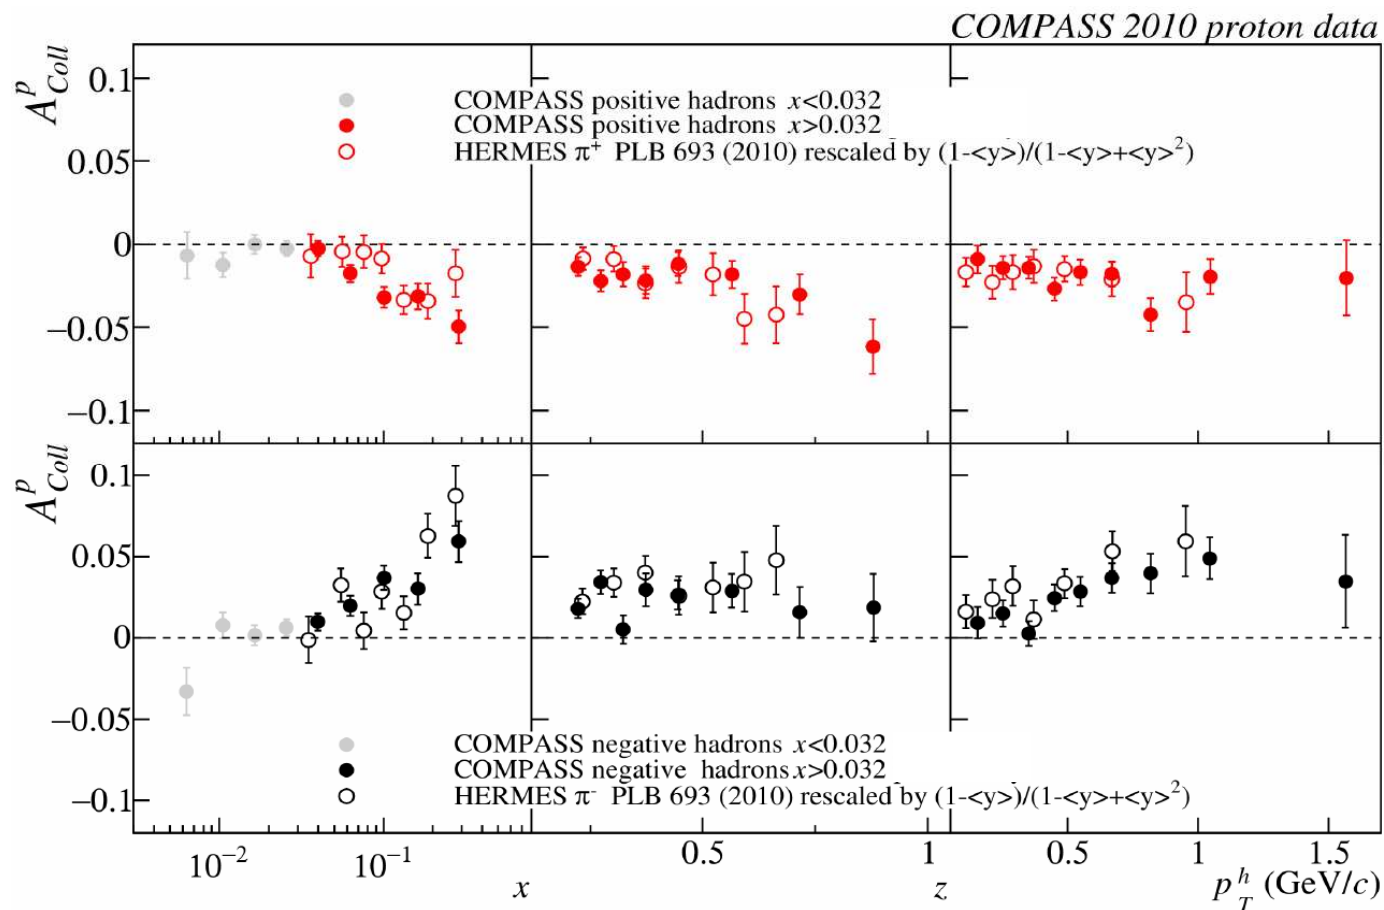 COMPASS 2010 proton data
A^p_Coll
0.1
0.05
0
−0.05
−0.1
COMPASS positive hadrons x<0.032
COMPASS positive hadrons x>0.032
HERMES π⁺ PLB 693 (2010) rescaled by (1-<y>)/(1-<y>+<y>²)
A^p_Coll
0.1
0.05
0
−0.05
−0.1
COMPASS negative hadrons x<0.032
COMPASS negative hadrons x>0.032
HERMES π⁻ PLB 693 (2010) rescaled by (1-<y>)/(1-<y>+<y>²)
10⁻² 10⁻¹ 0.5 1 0.5 1 1.5
x z p_T^h (GeV/c)